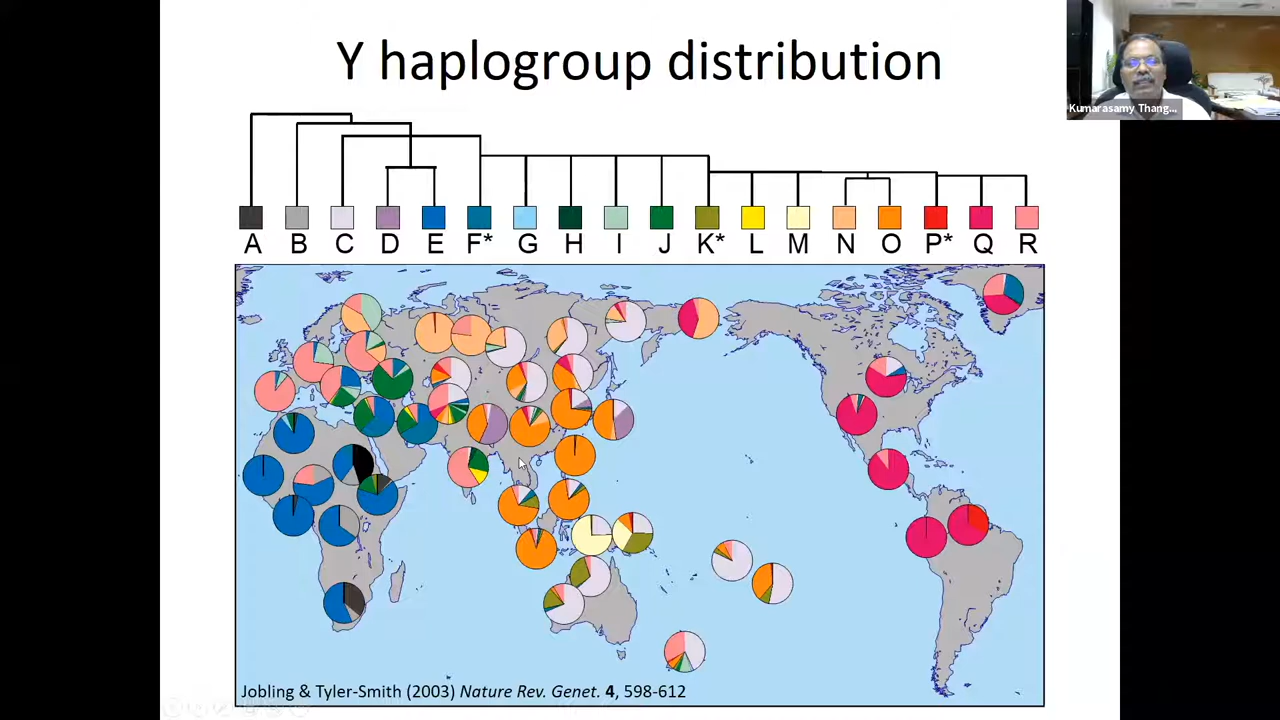 Y haplogroup distribution
Kumarasamy Thang...
A B C D E F* G H I J K* L M N O P* Q R
Jobling & Tyler-Smith (2003) Nature Rev. Genet. 4, 598-612